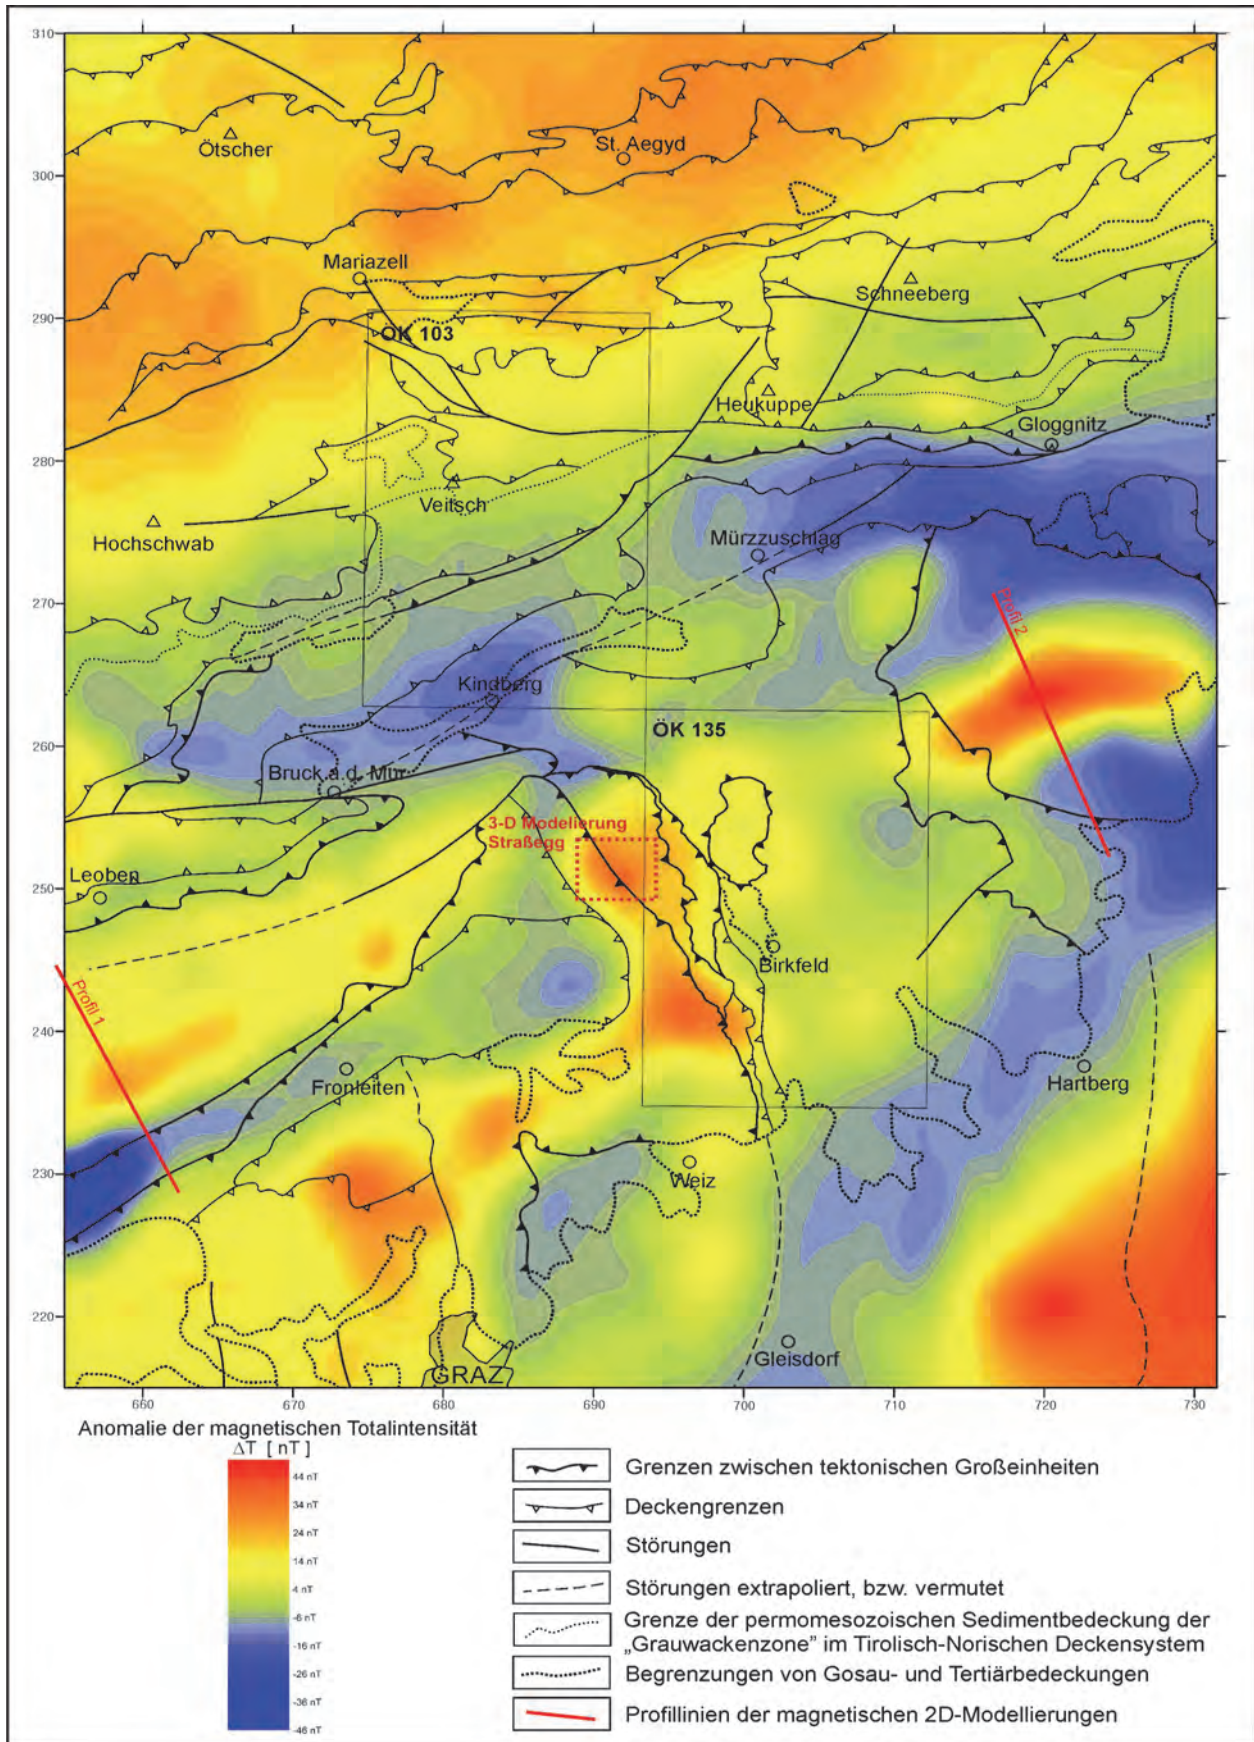 310
300
290
280
270
260
250
240
230
220
Ötscher
St. Aegyd
Mariazell
Schneeberg
ÖK 103
Heukuppe
Gloggnitz
Veitsch
Hochschwab
Mürzzuschlag
Profil 2
Kindberg
ÖK 135
Bruck a.d. Mur
3-D Modelierung
Straßegg
Leoben
Birkfeld
Profil 1
Fronleiten
Hartberg
Weiz
Gleisdorf
GRAZ
660
670
680
690
700
710
720
730
Anomalie der magnetischen Totalintensität
ΔT [ nT ]
44 nT
34 nT
24 nT
14 nT
4 nT
-6 nT
-16 nT
-26 nT
-36 nT
-46 nT
Grenzen zwischen tektonischen Großeinheiten
Deckengrenzen
Störungen
Störungen extrapoliert, bzw. vermutet
Grenze der permomesozoischen Sedimentbedeckung der
„Grauwackenzone” im Tirolisch-Norischen Deckensystem
Begrenzungen von Gosau- und Tertiärbedeckungen
Profillinien der magnetischen 2D-Modellierungen